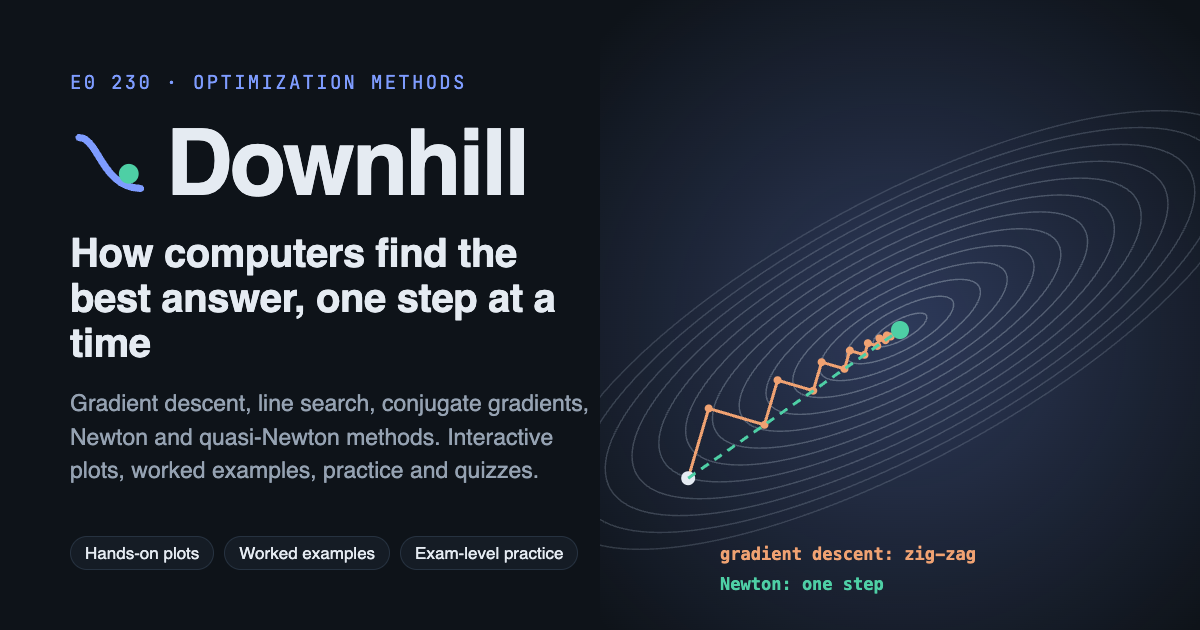 E0 230 · OPTIMIZATION METHODS
Downhill
How computers find the
best answer, one step at a
time
Gradient descent, line search, conjugate gradients,
Newton and quasi-Newton methods. Interactive
plots, worked examples, practice and quizzes.
Hands-on plots
Worked examples
Exam-level practice
gradient descent: zig-zag
Newton: one step